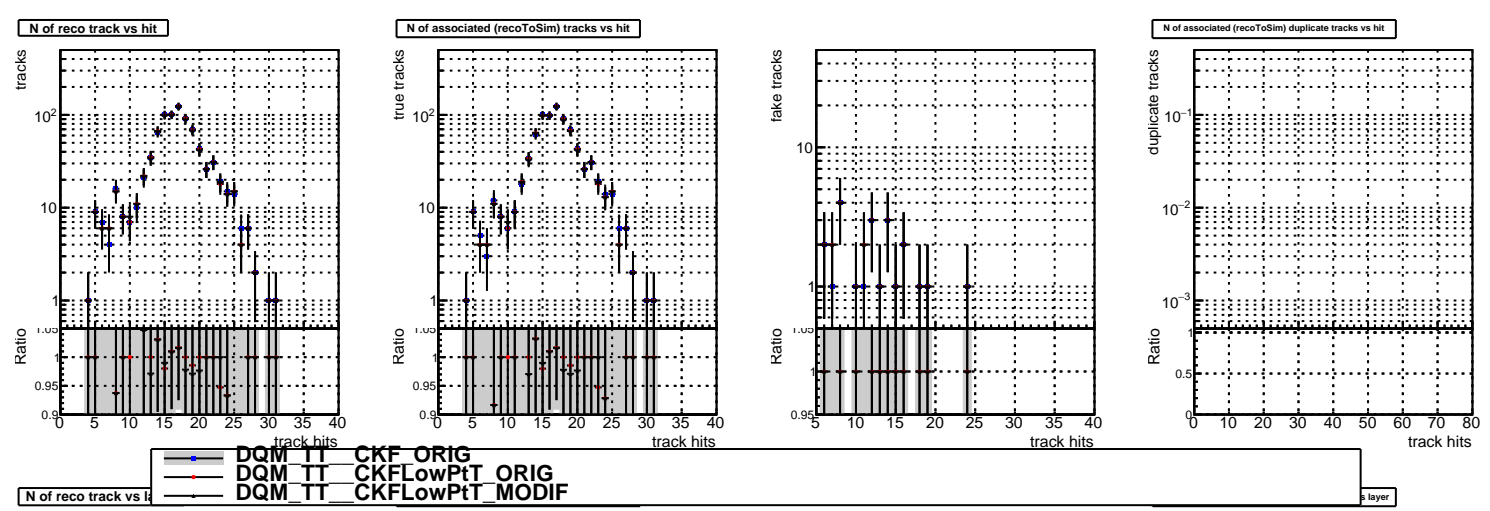 N of reco track vs hit
N of associated (recoToSim) tracks vs hit
N of associated (recoToSim) duplicate tracks vs hit
tracks
10²
10
1
Ratio
1.05
1
0.95
0.9
0 5 10 15 20 25 30 35 40
track hits
true tracks
10²
10
1
Ratio
1.05
1
0.95
0.9
0 5 10 15 20 25 30 35 40
track hits
fake tracks
10
1
Ratio
1.05
1
0.95
5 10 15 20 25 30 35 40
track hits
duplicate tracks
10⁻¹
10⁻²
10⁻³
Ratio
1
0.5
0
0 10 20 30 40 50 60 70 80
track hits
DQM_TT__CKF_ORIG
DQM_TT__CKFLowPtT_ORIG
DQM_TT__CKFLowPtT_MODIF
N of reco track vs la
s layer